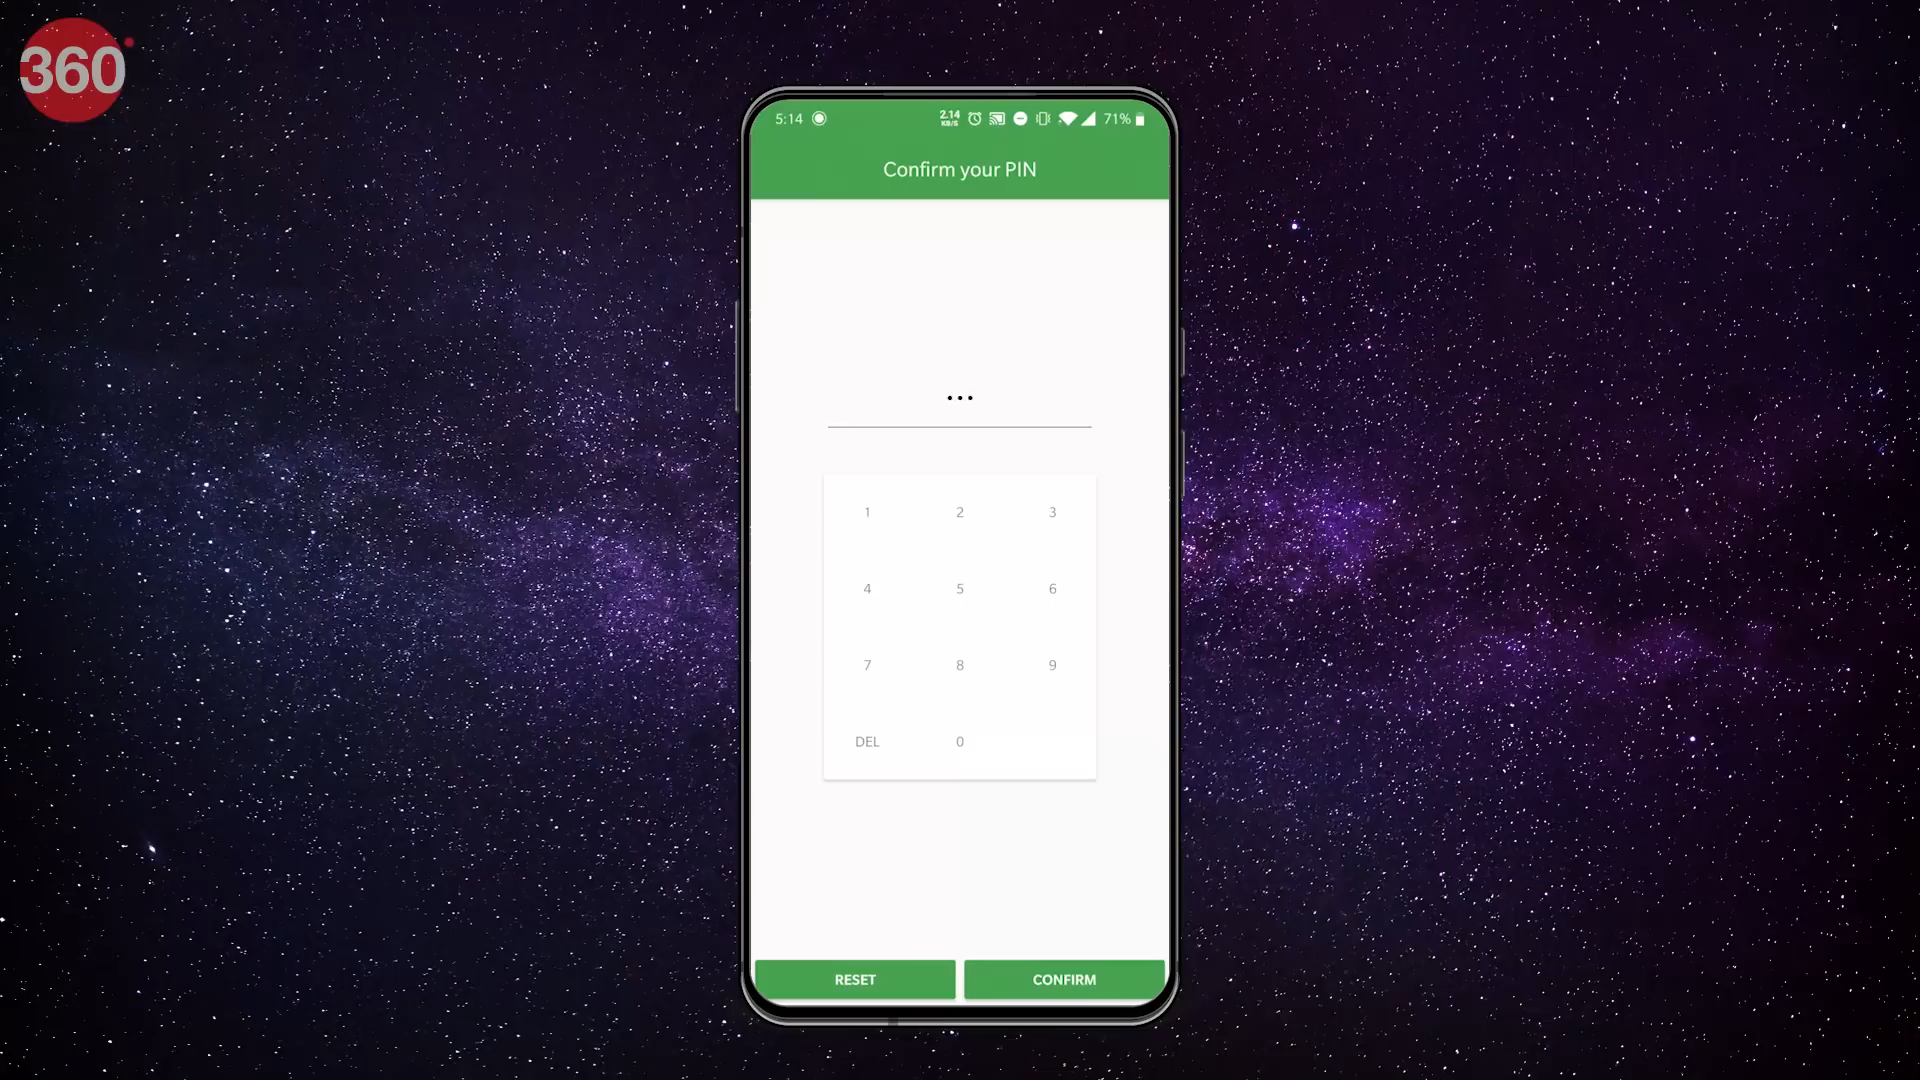 360
5:14 2.14 71%
KB/S
Confirm your PIN
1 2 3
4 5 6
7 8 9
DEL 0
RESET CONFIRM